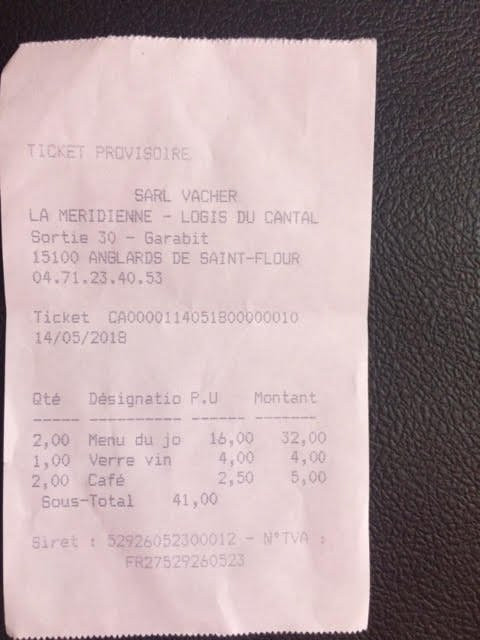 TICKET PROVISOIRE
SARL VACHER
LA MERIDIENNE - LOGIS DU CANTAL
Sortie 30 - Garabit
15100 ANGLARDS DE SAINT-FLOUR
04.71.23.40.53
Ticket CA0000114051800000010
14/05/2018
Qté Désignatio P.U Montant
----- ---------- ------ -------
2,00 Menu du jo 16,00 32,00
1,00 Verre vin 4,00 4,00
2,00 Café 2,50 5,00
Sous-Total 41,00
Siret : 52926052300012 - N°TVA :
FR27529260523